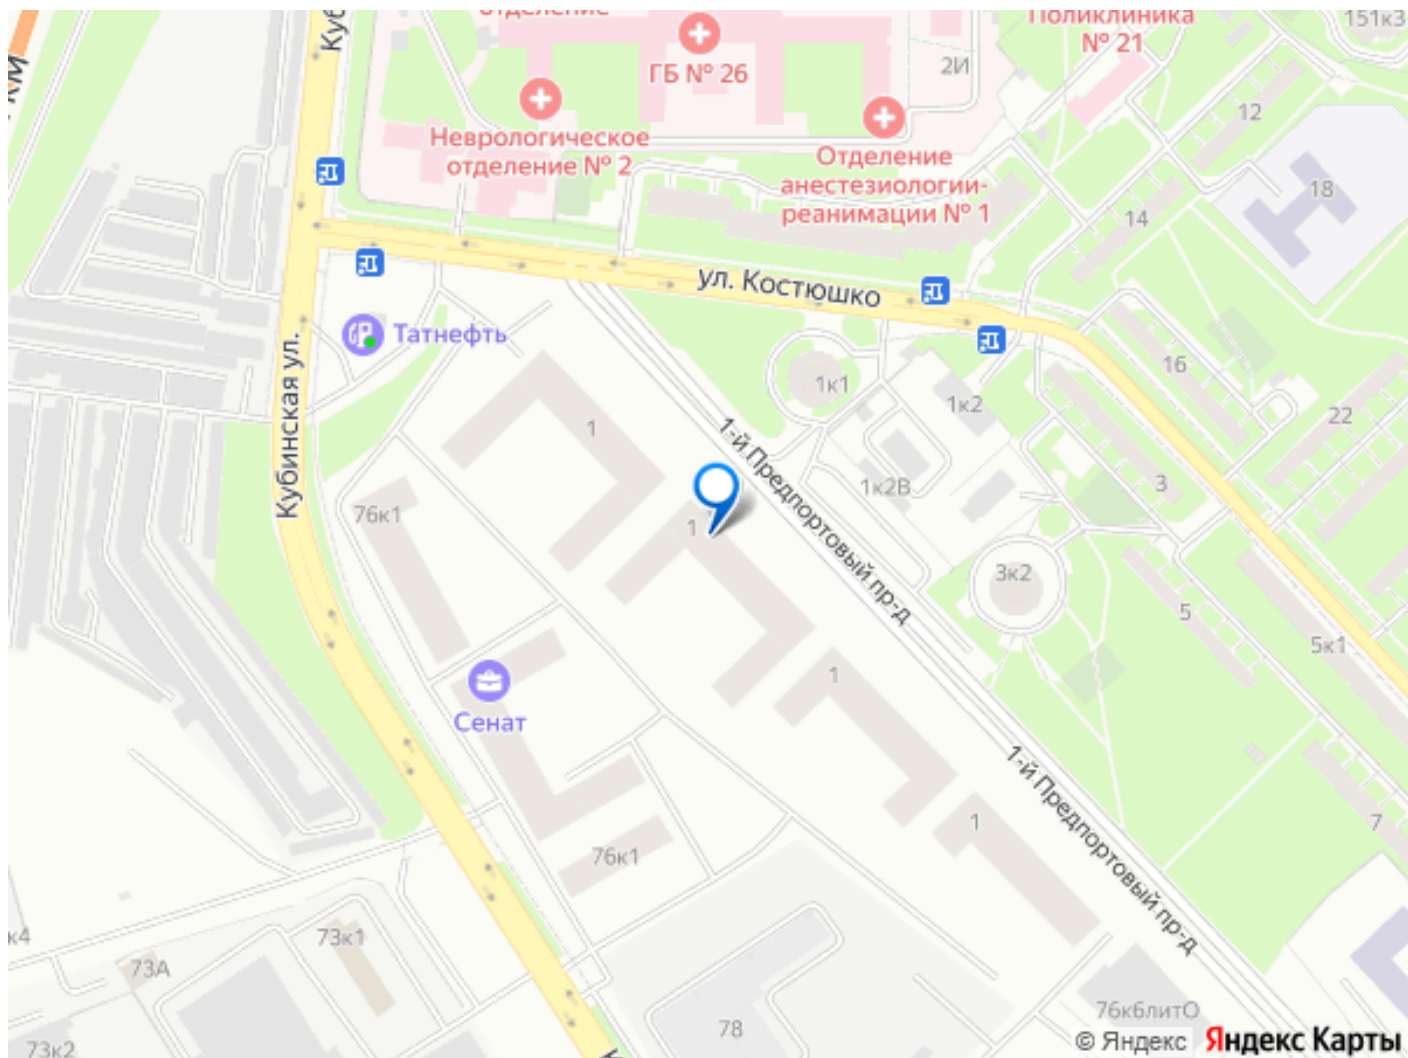 отделение
ГБ № 26
Поликлиника
№ 21
151к3
2И
12
Неврологическое
отделение № 2
Отделение
анестезиологии-
реанимации № 1
18
14
ул. Костюшко
Татнефть
Кубинская ул.
1к1
1к2
16
22
1
1-й Предпортовый пр-д
1к2В
3
76к1
1
3к2
5
5к1
Сенат
1
1-й Предпортовый пр-д
1
7
76к1
73к1
73А
78
76к6литО
73к2
© Яндекс
Яндекс Карты